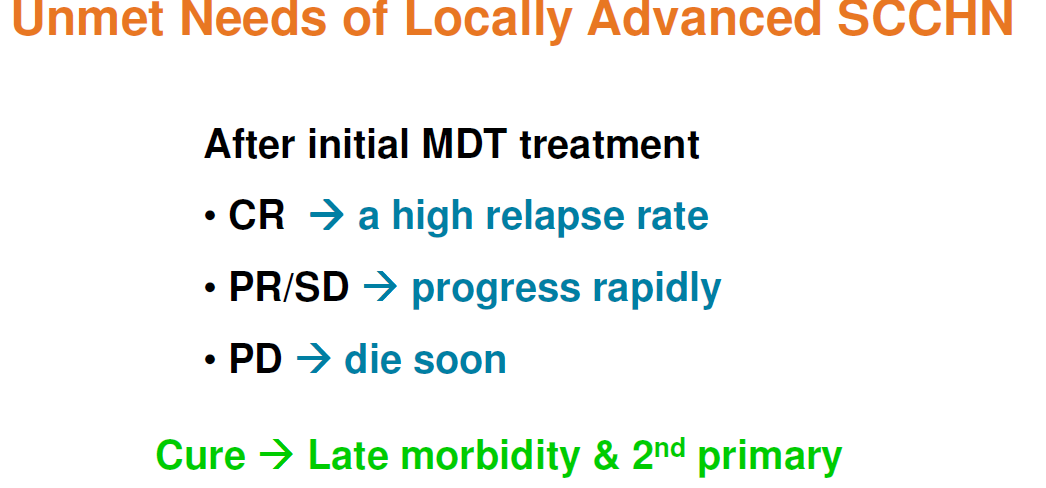 Unmet Needs of Locally Advanced SCCHN
After initial MDT treatment
• CR → a high relapse rate
• PR/SD → progress rapidly
• PD → die soon
Cure → Late morbidity & 2nd primary